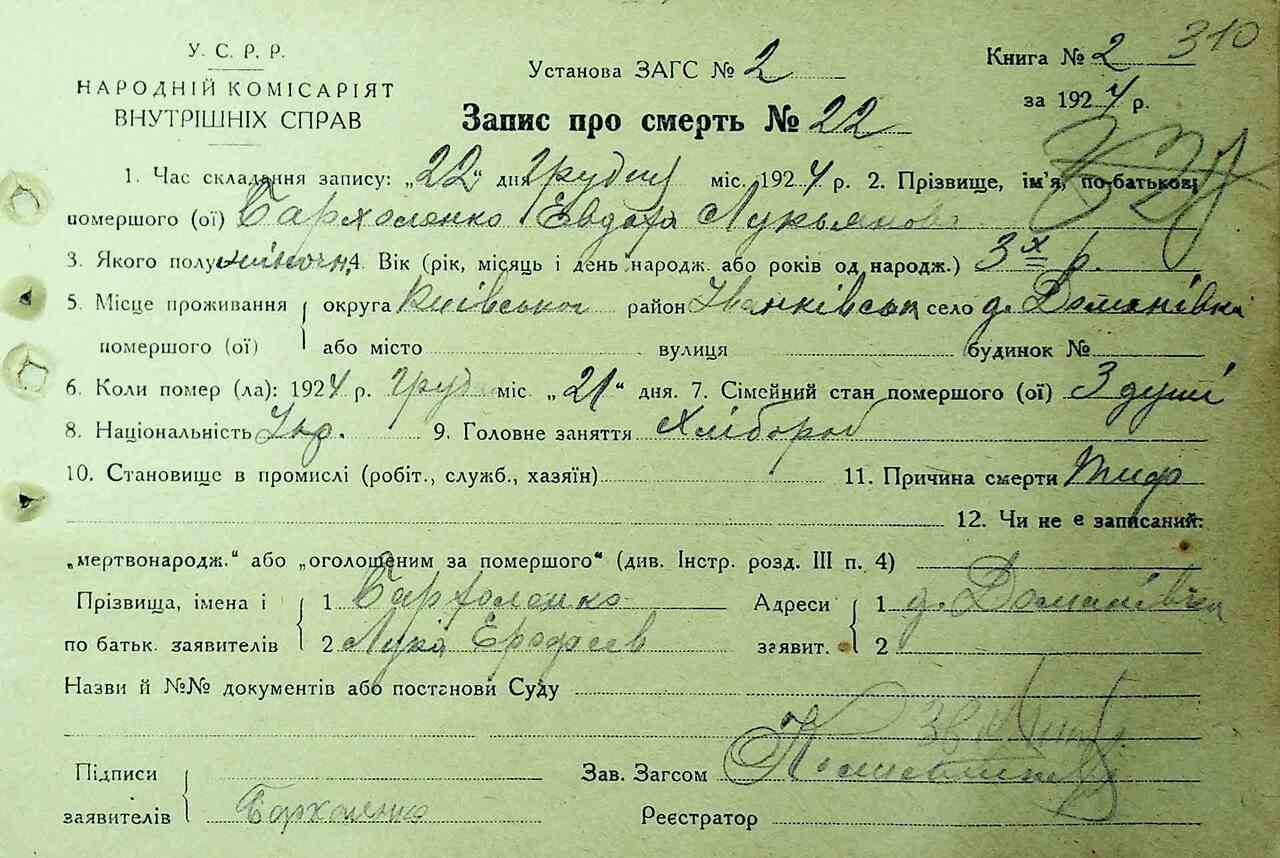 310
У. С. Р. Р.
НАРОДНІЙ КОМІСАРІЯТ
ВНУТРІШНІХ СПРАВ
Установа ЗАГС № 2
Книга № 2
за 1924 р.
Запис про смерть № 22
1. Час складання запису: „22“ дня Грудня міс. 1924 р. 2. Прізвище, ім'я, по-батькові
помершого (ої) Бархоленко Евдоха Лукьянов
3. Якого полу жіночи, 4. Вік (рік, місяць і день народж. або років од народж.) 3х р.
5. Місце проживання округа Київської район Іванківськ село д. Доманівка
помершого (ої) або місто вулиця будинок №
6. Коли помер (ла): 1924 р. Груд міс „21“ дня. 7. Сімейний стан помершого (ої) 3 душі
8. Національність Укр. 9. Головне заняття Хлібороб
10. Становище в промислі (робіт., служб., хазяїн) 11. Причина смерти Тиф
12. Чи не є записаний:
„мертвонародж.“ або „оголошеним за помершого“ (див. Інстр. розд. III п. 4)
Прізвища, імена і 1 Бархоленко Адреси 1 д. Доманівка
по батьк. заявителів 2 Лука Ерофеев заявит. 2
Назви й №№ документів або постанови Суду
Підписи Зав. Загсом
заявителів Бархоленко Реєстратор